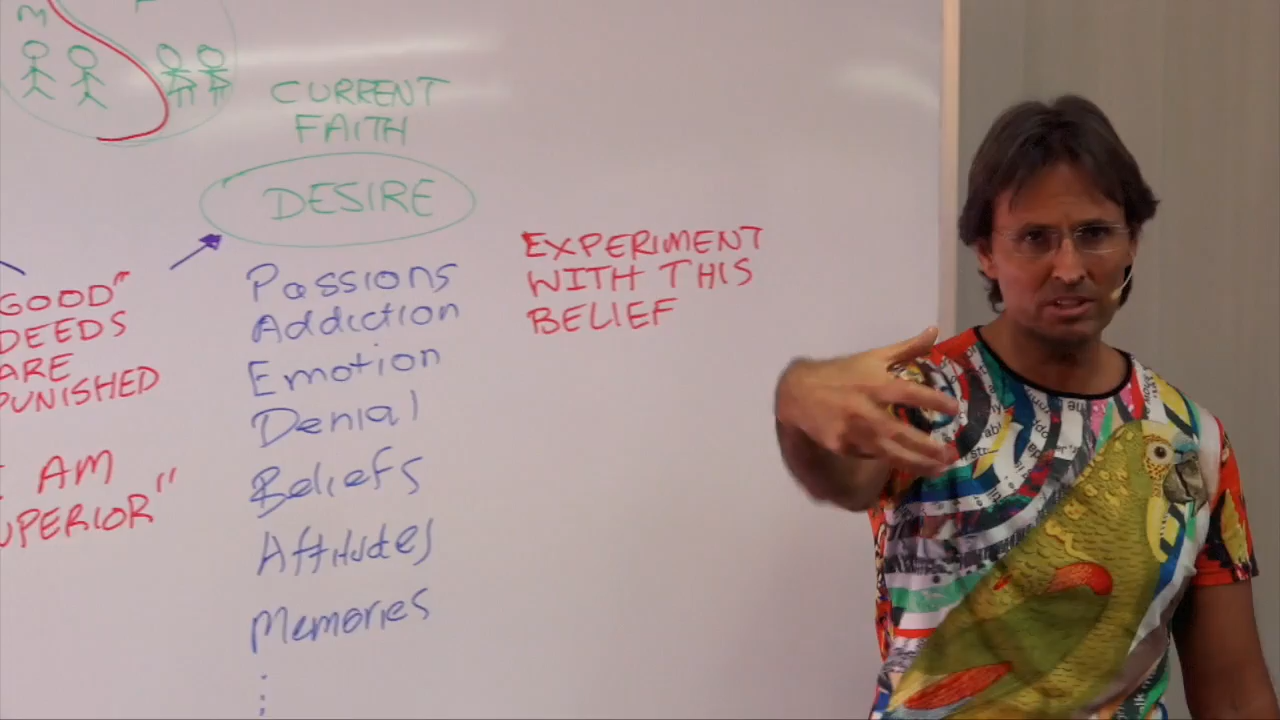 M
CURRENT
FAITH
DESIRE
GOOD"
DEEDS
ARE
PUNISHED
I AM
SUPERIOR"
Passions
Addiction
Emotion
Denial
Beliefs
Attitudes
Memories
EXPERIMENT
WITH THIS
BELIEF